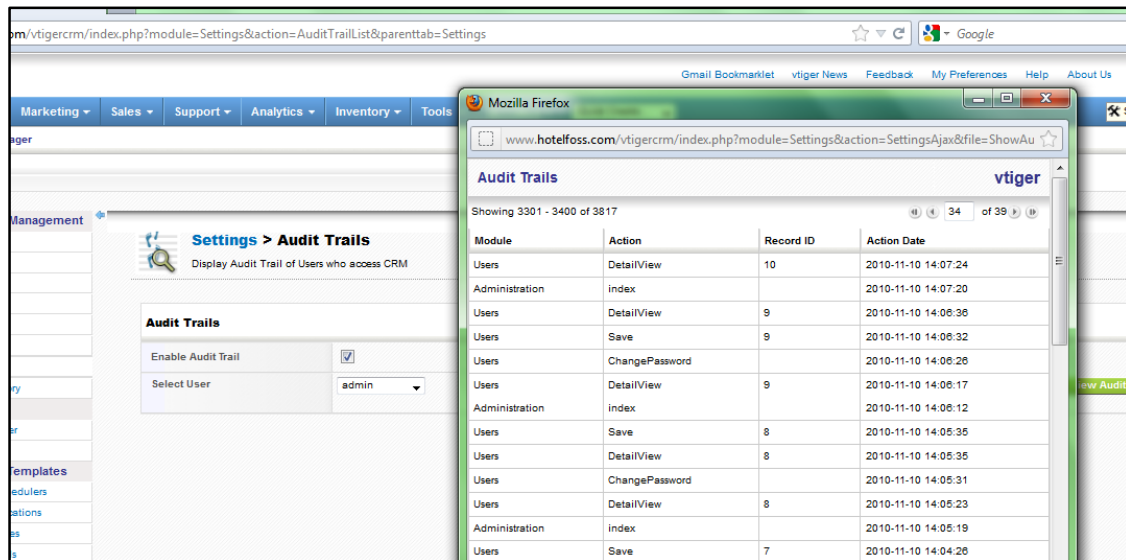 om/vtigercrm/index.php?module=Settings&action=AuditTrailList&parenttab=Settings
Google
Gmail Bookmarklet vtiger News Feedback My Preferences Help About Us
Marketing Sales Support Analytics Inventory Tools
ager
Management
Settings > Audit Trails
Display Audit Trail of Users who access CRM
Audit Trails
Enable Audit Trail
Select User admin
ry
er
Templates
edulers
cations
es
s
ew Audit
Mozilla Firefox
www.hotelfoss.com/vtigercrm/index.php?module=Settings&action=SettingsAjax&file=ShowAu
Audit Trails vtiger
Showing 3301 - 3400 of 3817 34 of 39
Module Action Record ID Action Date
Users DetailView 10 2010-11-10 14:07:24
Administration index 2010-11-10 14:07:20
Users DetailView 9 2010-11-10 14:06:36
Users Save 9 2010-11-10 14:06:32
Users ChangePassword 2010-11-10 14:06:26
Users DetailView 9 2010-11-10 14:06:17
Administration index 2010-11-10 14:06:12
Users Save 8 2010-11-10 14:05:35
Users DetailView 8 2010-11-10 14:05:35
Users ChangePassword 2010-11-10 14:05:31
Users DetailView 8 2010-11-10 14:05:23
Administration index 2010-11-10 14:05:19
Users Save 7 2010-11-10 14:04:26